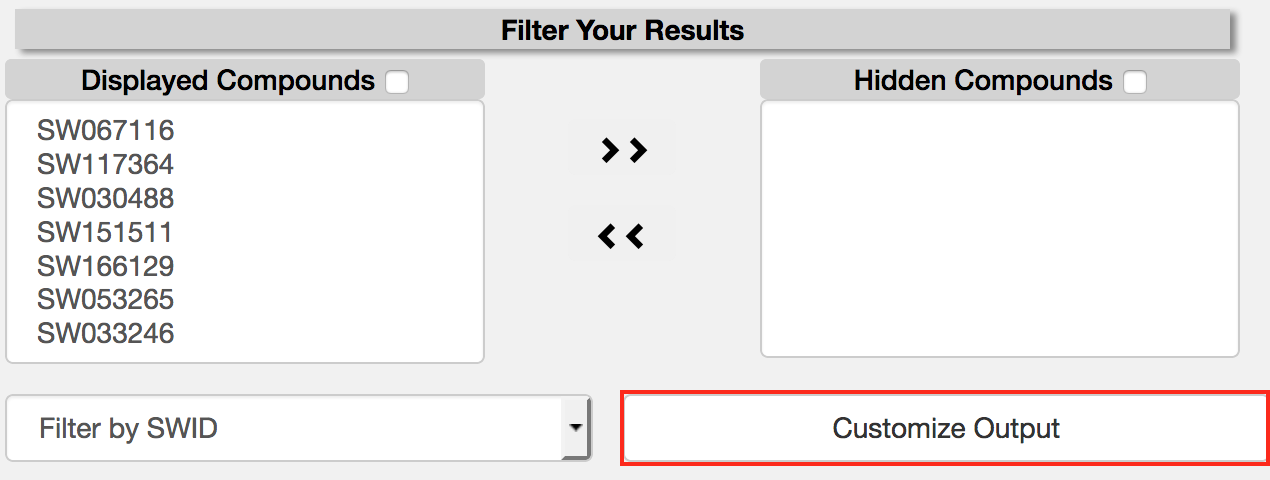 Filter Your Results
Displayed Compounds
Hidden Compounds
SW067116
SW117364
SW030488
SW151511
SW166129
SW053265
SW033246
>>
<<
Filter by SWID
Customize Output